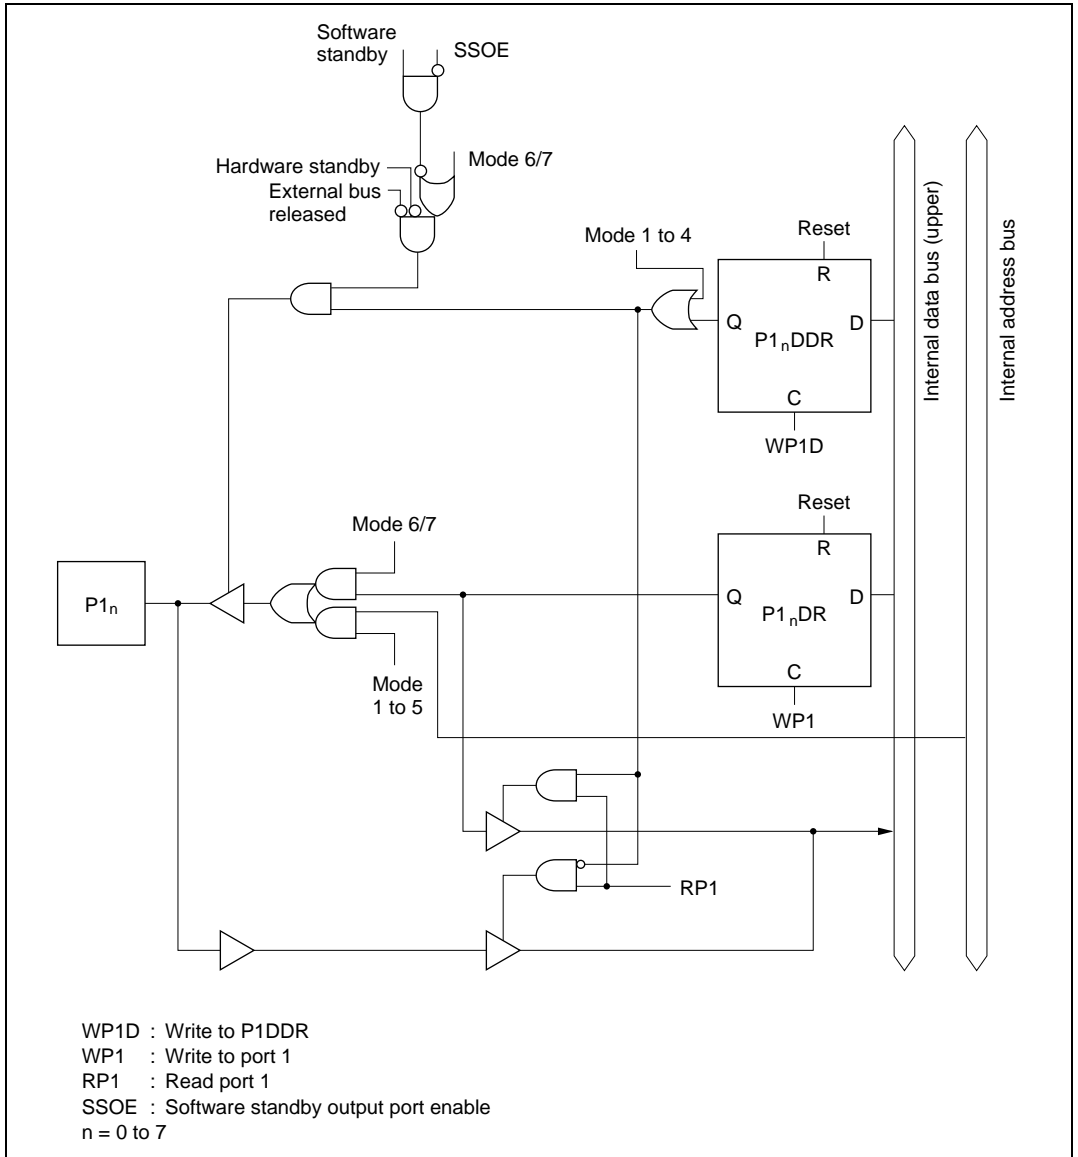 Software
standby
SSOE
Mode 6/7
Hardware standby
External bus
released
Mode 1 to 4
Reset
R
Q
D
P1nDDR
C
WP1D
Internal data bus (upper)
Internal address bus
Mode 6/7
Reset
R
P1n
Q
D
P1nDR
C
Mode
1 to 5
WP1
RP1
WP1D : Write to P1DDR
WP1 : Write to port 1
RP1 : Read port 1
SSOE : Software standby output port enable
n = 0 to 7